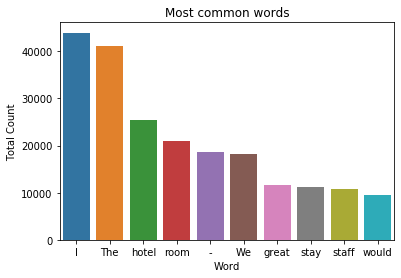 Most common words
Total Count
40000
30000
20000
10000
0
I The hotel room - We great stay staff would
Word